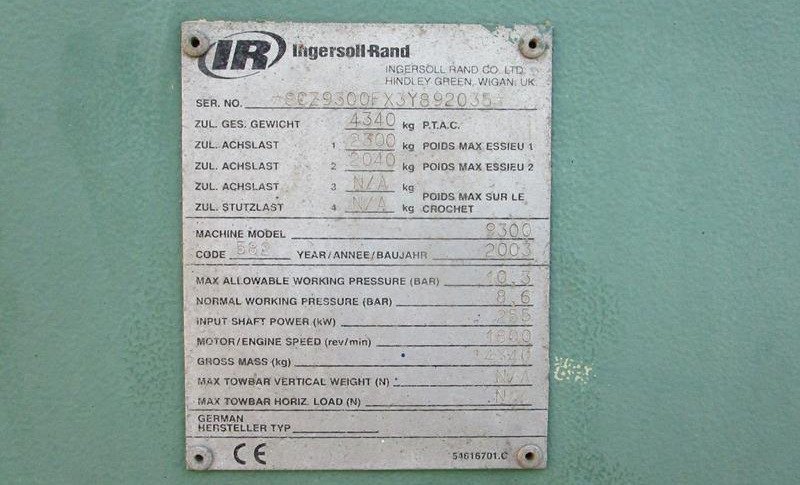 IR Ingersoll-Rand
INGERSOLL RAND CO. LTD.
HINDLEY GREEN, WIGAN, UK
SER. NO.
ZUL. GES. GEWICHT 4340 kg P.T.A.C.
ZUL. ACHSLAST 1 2300 kg POIDS MAX ESSIEU 1
ZUL. ACHSLAST 2 2040 kg POIDS MAX ESSIEU 2
ZUL. ACHSLAST 3 N/A kg
POIDS MAX SUR LE
ZUL. STUTZLAST 4 N/A kg CROCHET
MACHINE MODEL 9300
CODE YEAR/ANNEE/BAUJAHR 2003
MAX ALLOWABLE WORKING PRESSURE (BAR) 10,3
NORMAL WORKING PRESSURE (BAR) 8,6
INPUT SHAFT POWER (kW)
MOTOR/ENGINE SPEED (rev/min)
GROSS MASS (kg)
MAX TOWBAR VERTICAL WEIGHT (N) N/A
MAX TOWBAR HORIZ. LOAD (N)
GERMAN
HERSTELLER TYP
CE 54616701.C